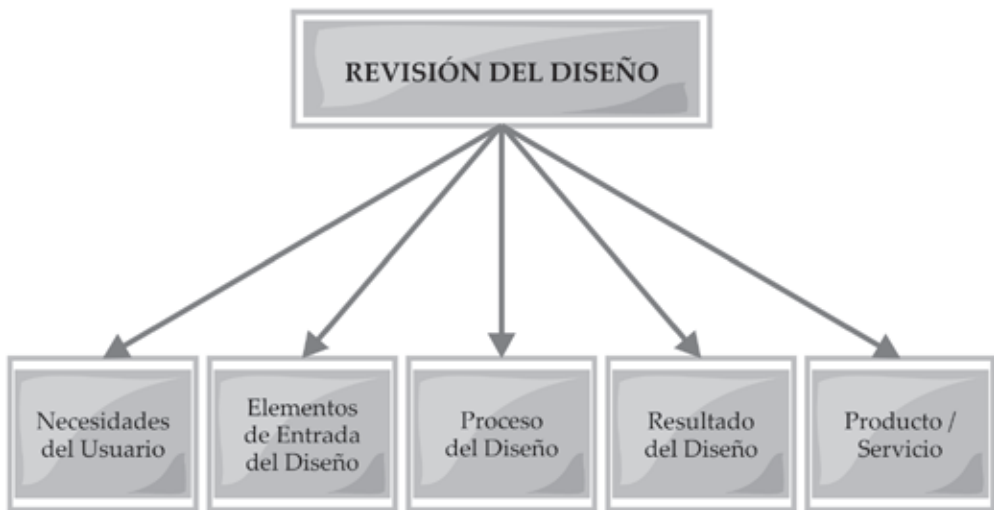 REVISIÓN DEL DISEÑO
Necesidades
del Usuario
Elementos
de Entrada
del Diseño
Proceso
del Diseño
Resultado
del Diseño
Producto /
Servicio